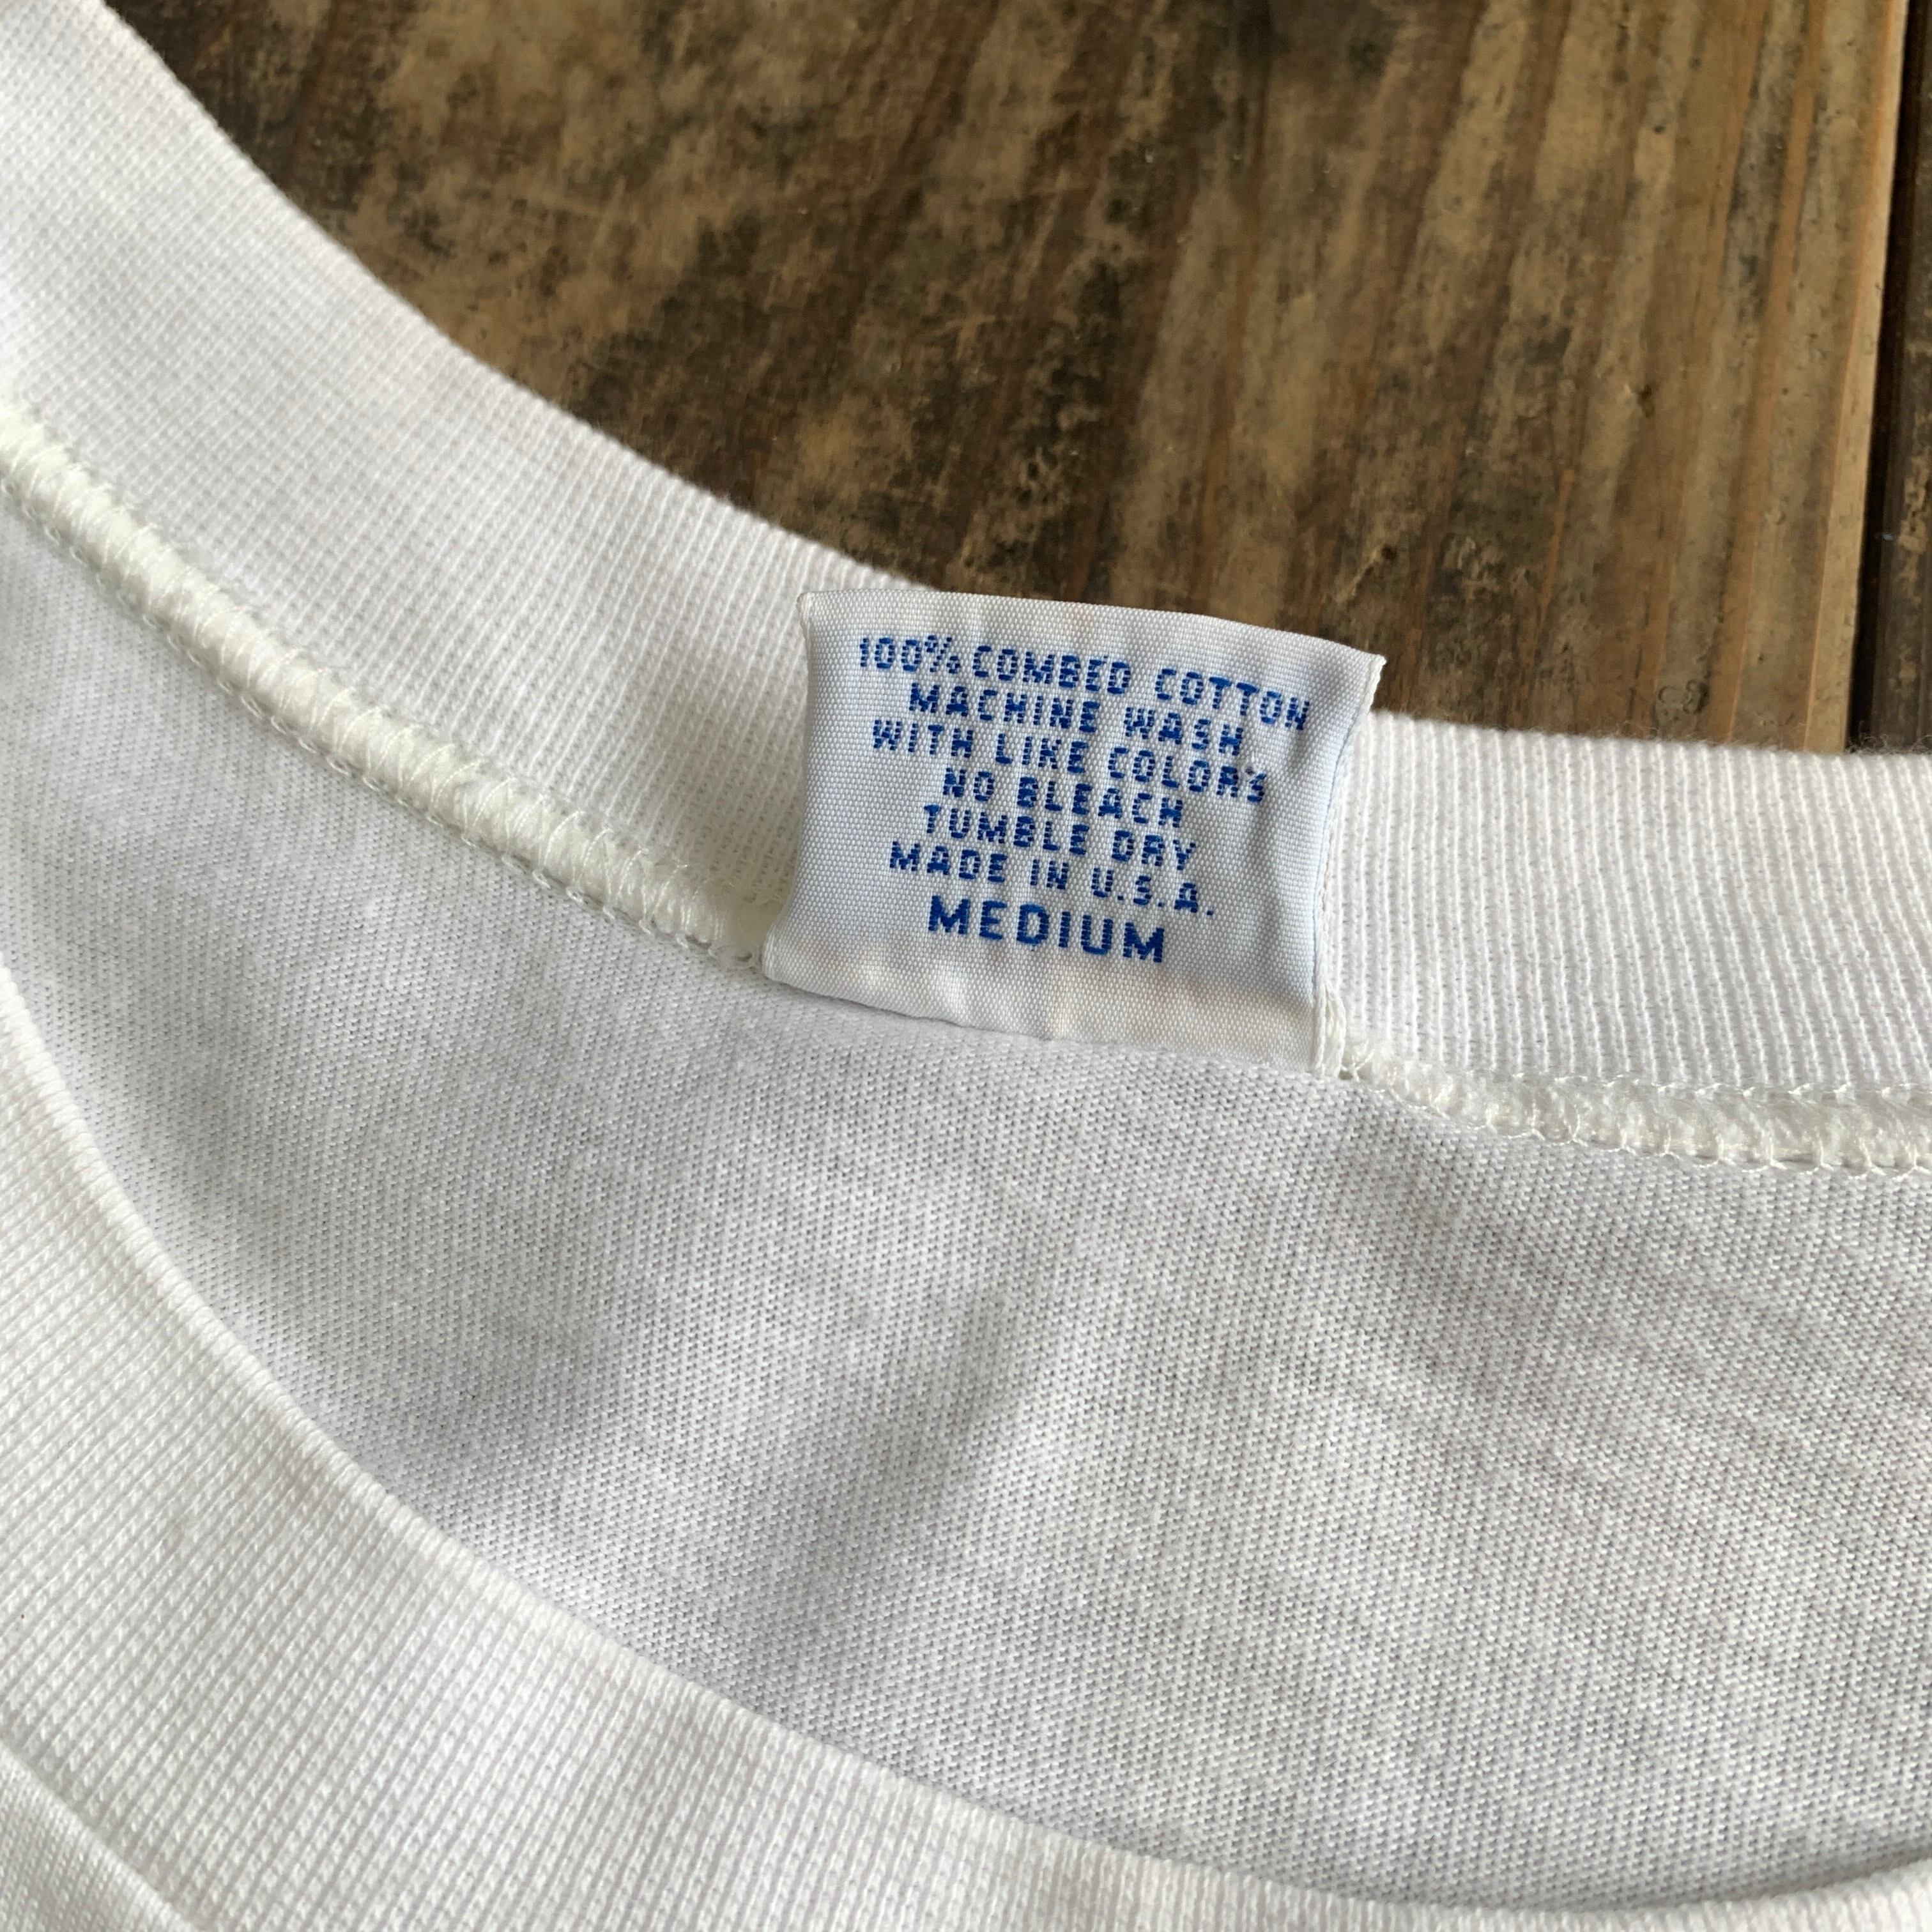 100% COMBED COTTON
MACHINE WASH
WITH LIKE COLORS
NO BLEACH
TUMBLE DRY
MADE IN U.S.A.
MEDIUM